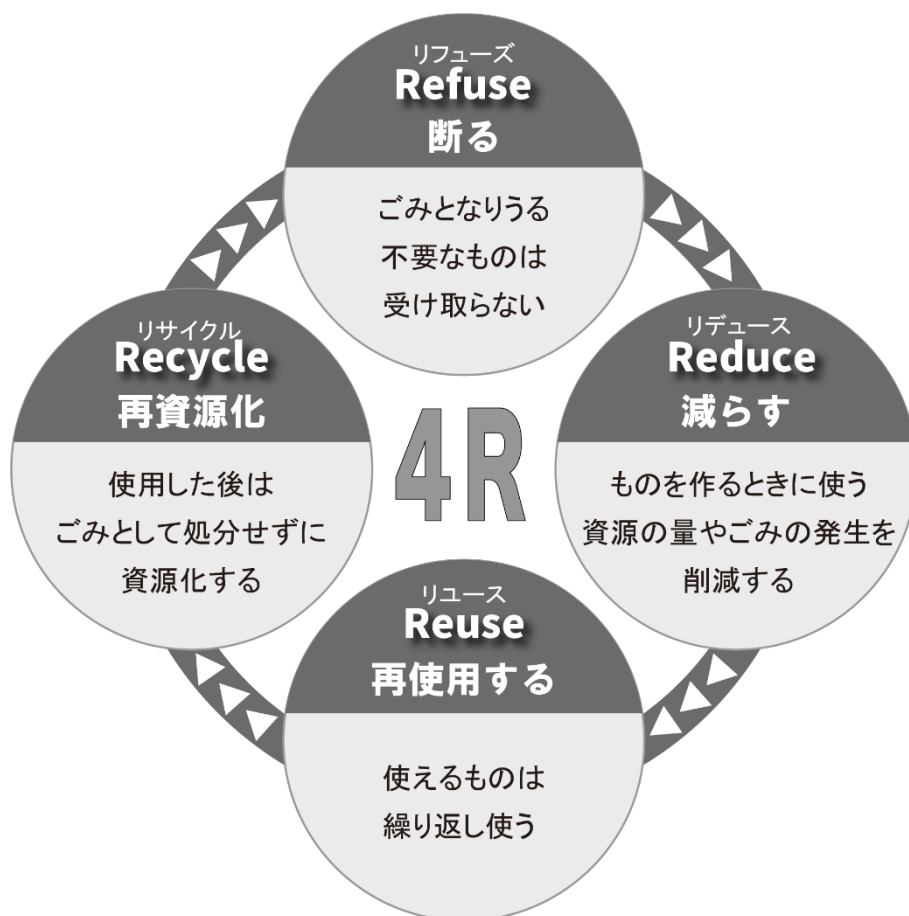 リフューズ
Refuse
断る
ごみとなりうる
不要なものは
受け取らない
リデュース
Reduce
減らす
ものを作るときに使う
資源の量やごみの発生を
削減する
リユース
Reuse
再使用する
使えるものは
繰り返し使う
リサイクル
Recycle
再資源化
使用した後は
ごみとして処分せずに
資源化する
4R